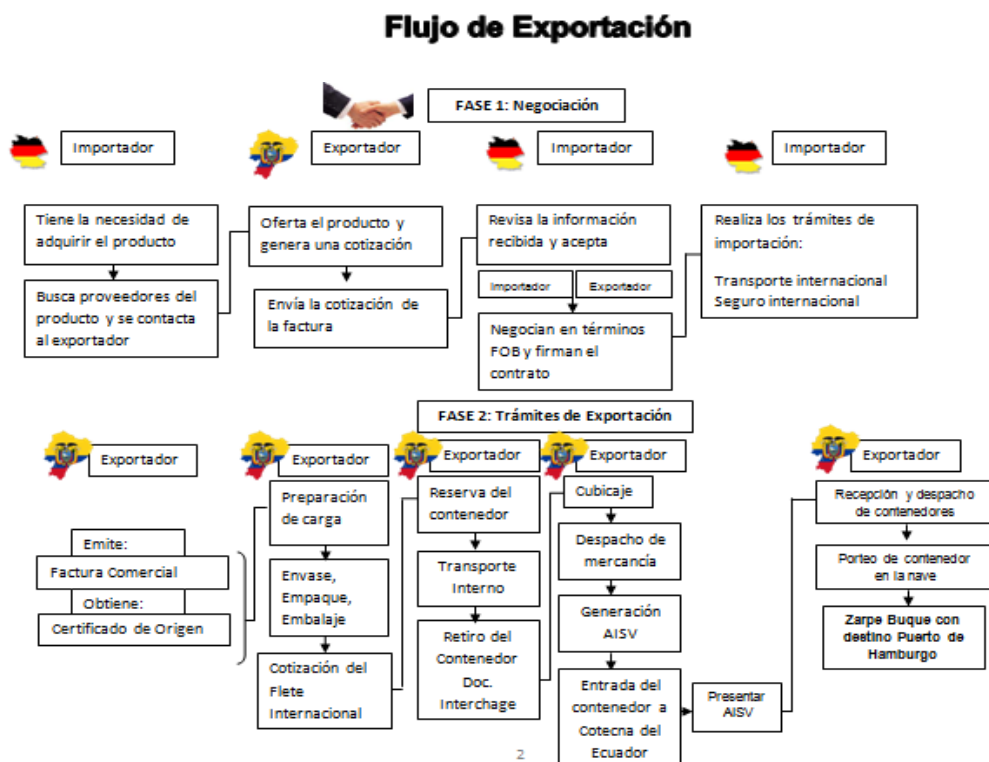 Flujo de Exportación
FASE 1: Negociación
Importador
Exportador
Importador
Importador
Tiene la necesidad de
adquirir el producto
Busca proveedores del
producto y se contacta
al exportador
Oferta el producto y
genera una cotización
Envía la cotización de
la factura
Revisa la información
recibida y acepta
Importador
Exportador
Negocian en términos
FOB y firman el
contrato
Realiza los trámites de
importación:
Transporte internacional
Seguro internacional
FASE 2: Trámites de Exportación
Exportador
Exportador
Exportador
Exportador
Exportador
Emite:
Factura Comercial
Obtiene:
Certificado de Origen
Preparación
de carga
Envase,
Empaque,
Embalaje
Cotización del
Flete
Internacional
Reserva del
contenedor
Transporte
Interno
Retiro del
Contenedor
Doc.
Interchage
Cubicaje
Despacho de
mercancía
Generación
AISV
Entrada del
contenedor a
Cotecna del
Ecuador
Presentar
AISV
Recepción y despacho
de contenedores
Porteo de contenedor
en la nave
Zarpe Buque con
destino Puerto de
Hamburgo
2